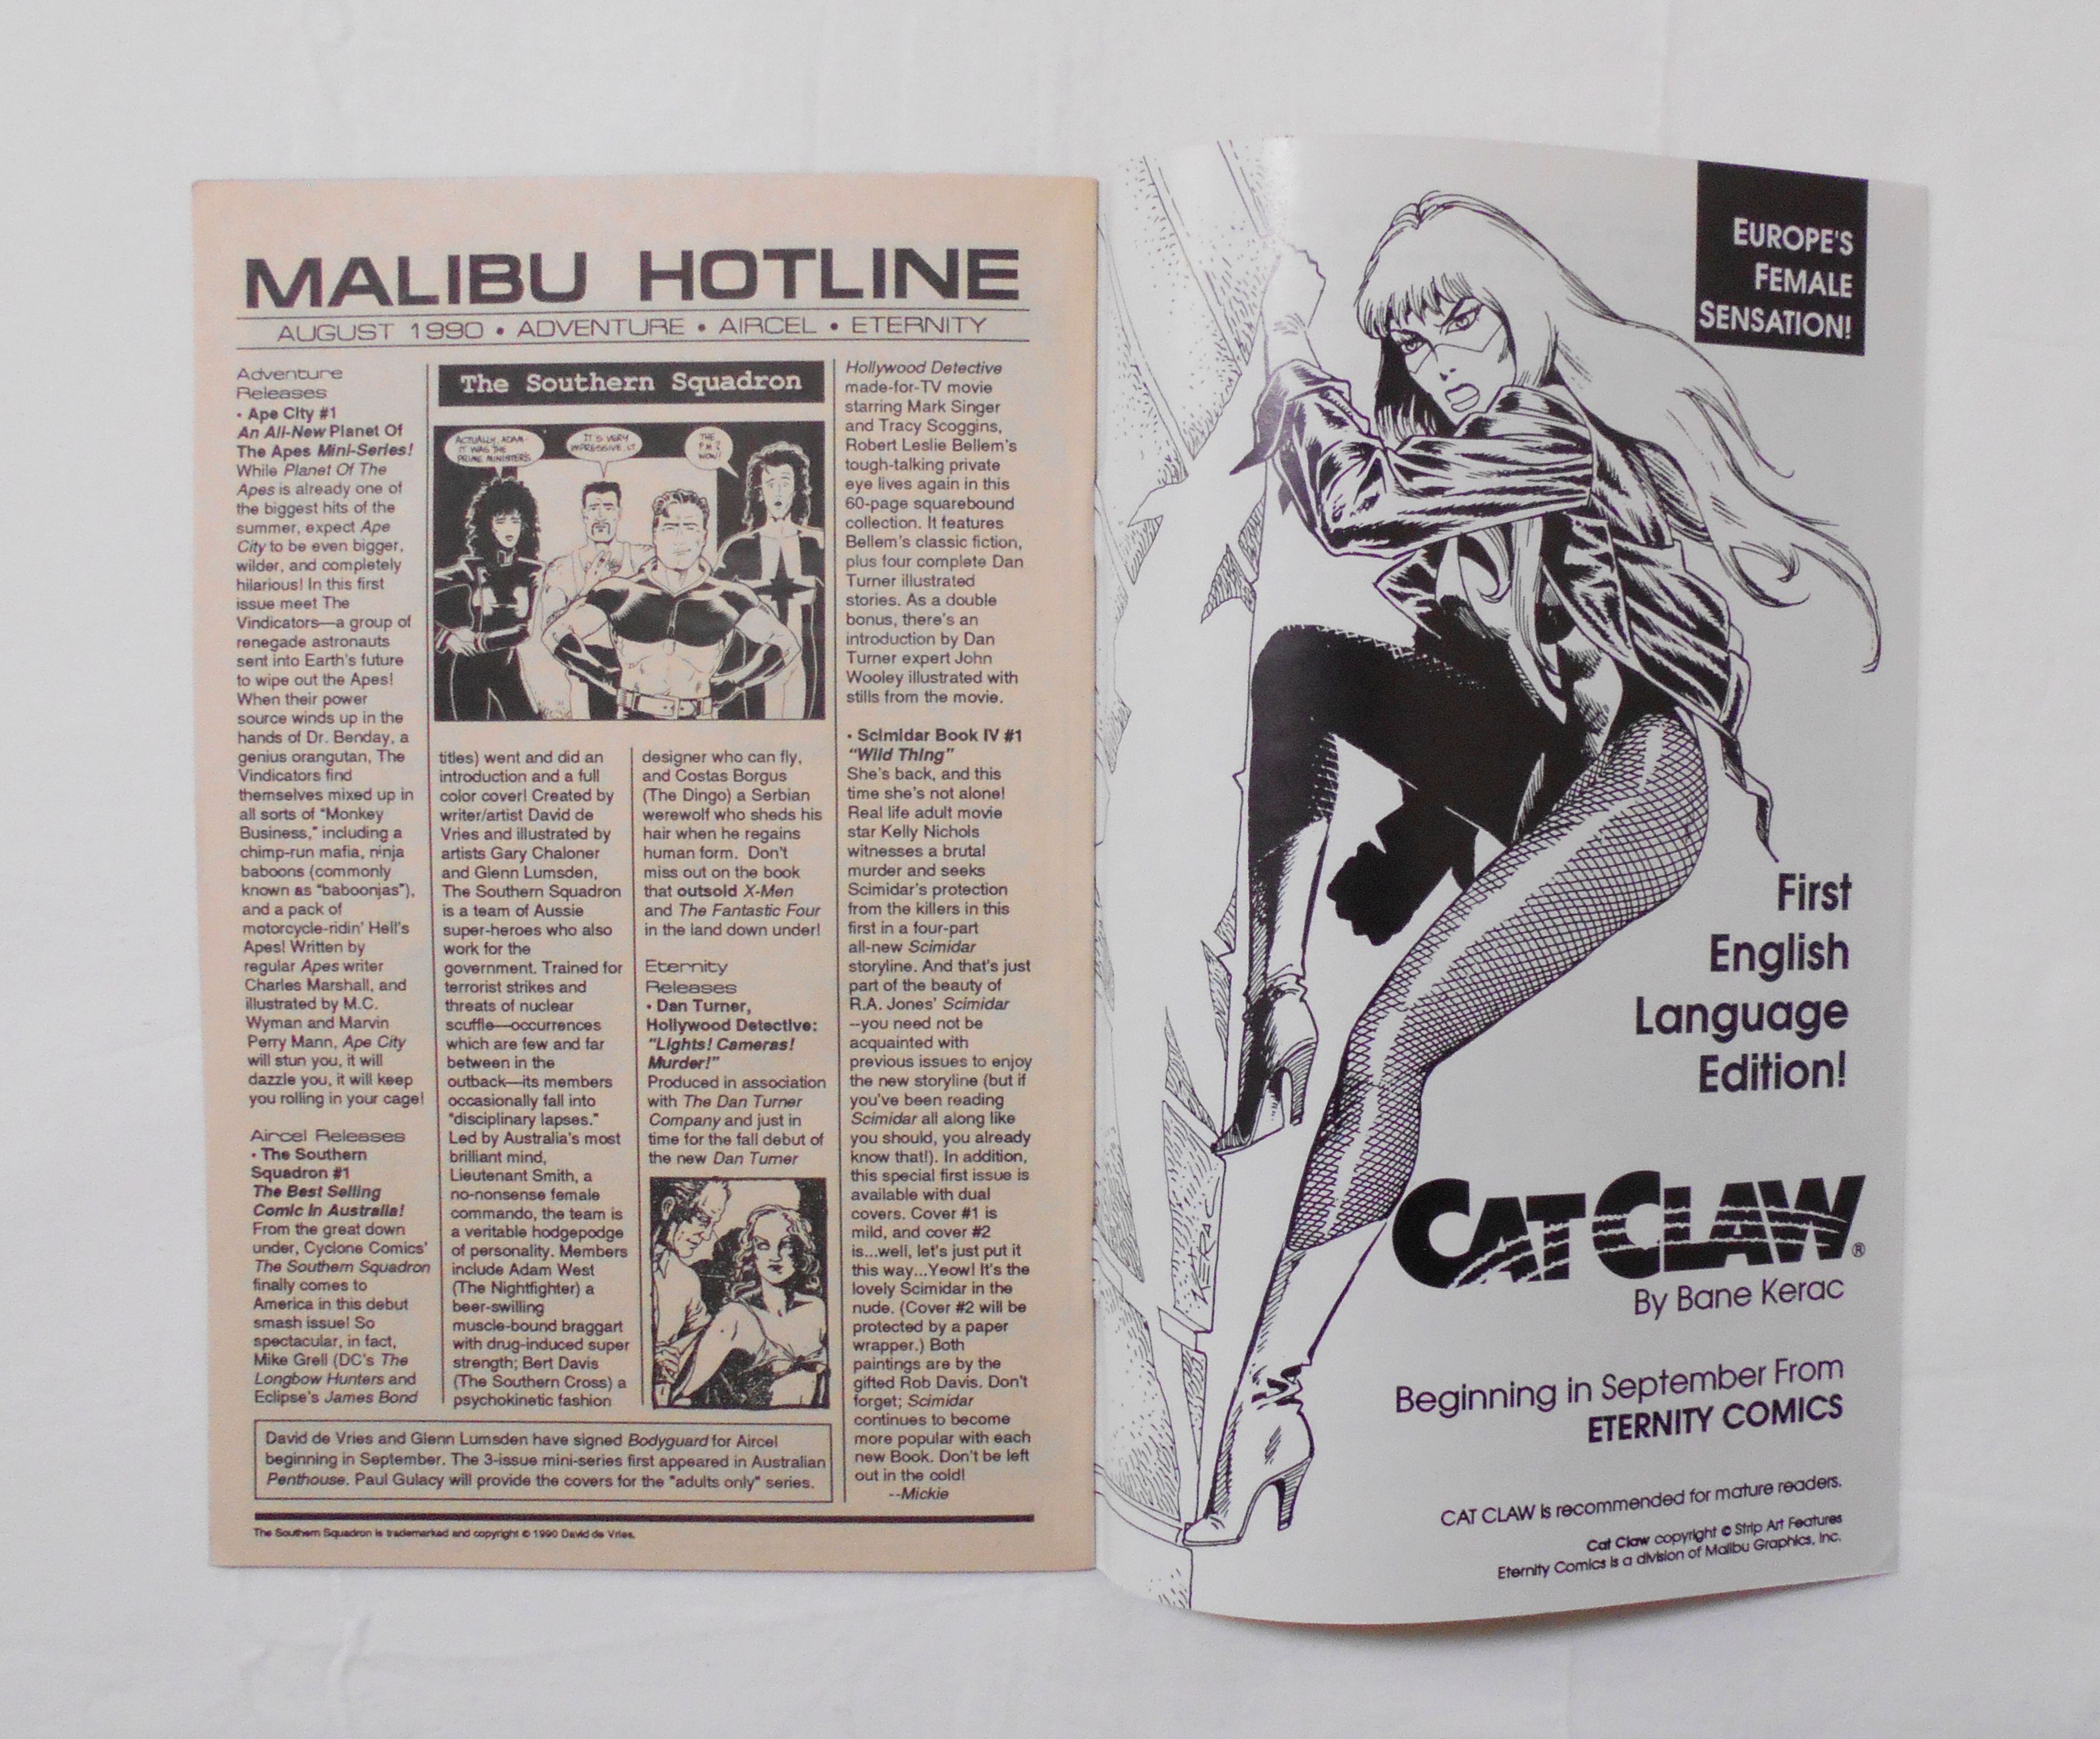 MALIBU HOTLINE
AUGUST 1990 • ADVENTURE • AIRCEL • ETERNITY
Adventure
Releases
• Ape City #1
An All-New Planet Of
The Apes Mini-Series!
While Planet Of The
Apes is already one of
the biggest hits of the
summer, expect Ape
City to be even bigger,
wilder, and completely
hilarious! In this first
issue meet The
Vindicators—a group of
renegade astronauts
sent into Earth's future
to wipe out the Apes!
When their power
source winds up in the
hands of Dr. Benday, a
genius orangutan, The
Vindicators find
themselves mixed up in
all sorts of "Monkey
Business," including a
chimp-run mafia, ninja
baboons (commonly
known as "baboonjas"),
and a pack of
motorcycle-ridin' Hell's
Apes! Written by
regular Apes writer
Charles Marshall, and
illustrated by M.C.
Wyman and Marvin
Perry Mann, Ape City
will stun you, it will
dazzle you, it will keep
you rolling in your cage!
Aircel Releases
• The Southern
Squadron #1
The Best Selling
Comic In Australia!
From the great down
under, Cyclone Comics'
The Southern Squadron
finally comes to
America in this debut
smash issue! So
spectacular, in fact,
Mike Grell (DC's The
Longbow Hunters and
Eclipse's James Bond
The Southern Squadron
ACTUALLY, ADAM-
IT WAS THE
PRIME MINISTER'S
IT'S VERY
IMPRESSIVE, LT
THE
P.M.?
WOW!
titles) went and did an
introduction and a full
color cover! Created by
writer/artist David de
Vries and illustrated by
artists Gary Chaloner
and Glenn Lumsden,
The Southern Squadron
is a team of Aussie
super-heroes who also
work for the
government. Trained for
terrorist strikes and
threats of nuclear
scuffle—occurrences
which are few and far
between in the
outback—its members
occasionally fall into
"disciplinary lapses."
Led by Australia's most
brilliant mind,
Lieutenant Smith, a
no-nonsense female
commando, the team is
a veritable hodgepodge
of personality. Members
include Adam West
(The Nightfighter) a
beer-swilling
muscle-bound braggart
with drug-induced super
strength; Bert Davis
(The Southern Cross) a
psychokinetic fashion
designer who can fly,
and Costas Borgus
(The Dingo) a Serbian
werewolf who sheds his
hair when he regains
human form. Don't
miss out on the book
that outsold X-Men
and The Fantastic Four
in the land down under!
Eternity
Releases
• Dan Turner,
Hollywood Detective:
"Lights! Cameras!
Murder!"
Produced in association
with The Dan Turner
Company and just in
time for the fall debut of
the new Dan Turner
Hollywood Detective
made-for-TV movie
starring Mark Singer
and Tracy Scoggins,
Robert Leslie Bellem's
tough-talking private
eye lives again in this
60-page squarebound
collection. It features
Bellem's classic fiction,
plus four complete Dan
Turner illustrated
stories. As a double
bonus, there's an
introduction by Dan
Turner expert John
Wooley illustrated with
stills from the movie.
• Scimidar Book IV #1
"Wild Thing"
She's back, and this
time she's not alone!
Real life adult movie
star Kelly Nichols
witnesses a brutal
murder and seeks
Scimidar's protection
from the killers in this
first in a four-part
all-new Scimidar
storyline. And that's just
part of the beauty of
R.A. Jones' Scimidar
--you need not be
acquainted with
previous issues to enjoy
the new storyline (but if
you've been reading
Scimidar all along like
you should, you already
know that!). In addition,
this special first issue is
available with dual
covers. Cover #1 is
mild, and cover #2
is...well, let's just put it
this way...Yeow! It's the
lovely Scimidar in the
nude. (Cover #2 will be
protected by a paper
wrapper.) Both
paintings are by the
gifted Rob Davis. Don't
forget; Scimidar
continues to become
more popular with each
new Book. Don't be left
out in the cold!
--Mickie
David de Vries and Glenn Lumsden have signed Bodyguard for Aircel
beginning in September. The 3-issue mini-series first appeared in Australian
Penthouse. Paul Gulacy will provide the covers for the "adults only" series.
The Southern Squadron is trademarked and copyright © 1990 David de Vries.
EUROPE'S
FEMALE
SENSATION!
First
English
Language
Edition!
KERAC
CAT CLAW®
By Bane Kerac
Beginning in September From
ETERNITY COMICS
CAT CLAW is recommended for mature readers.
Cat Claw copyright © Strip Art Features
Eternity Comics is a division of Malibu Graphics, Inc.